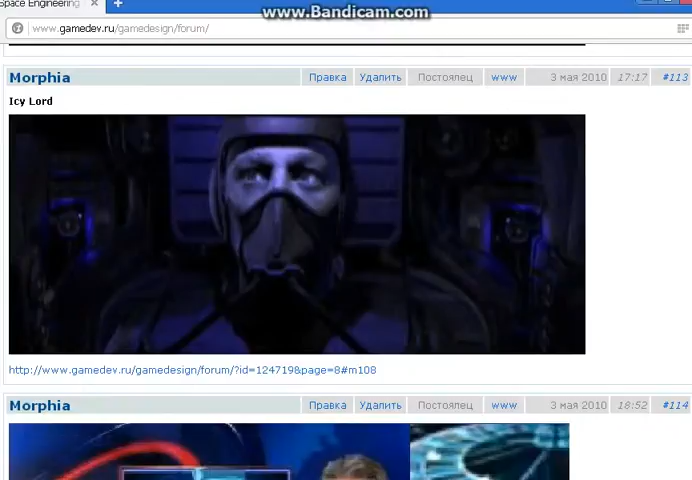 www.Bandicam.com
Space Engineering
www.gamedev.ru/gamedesign/forum/
Morphia Правка Удалить Постоялец www 3 мая 2010 17:17 #113
Icy Lord
http://www.gamedev.ru/gamedesign/forum/?id=124719&page=8#m108
Morphia Правка Удалить Постоялец www 3 мая 2010 18:52 #114